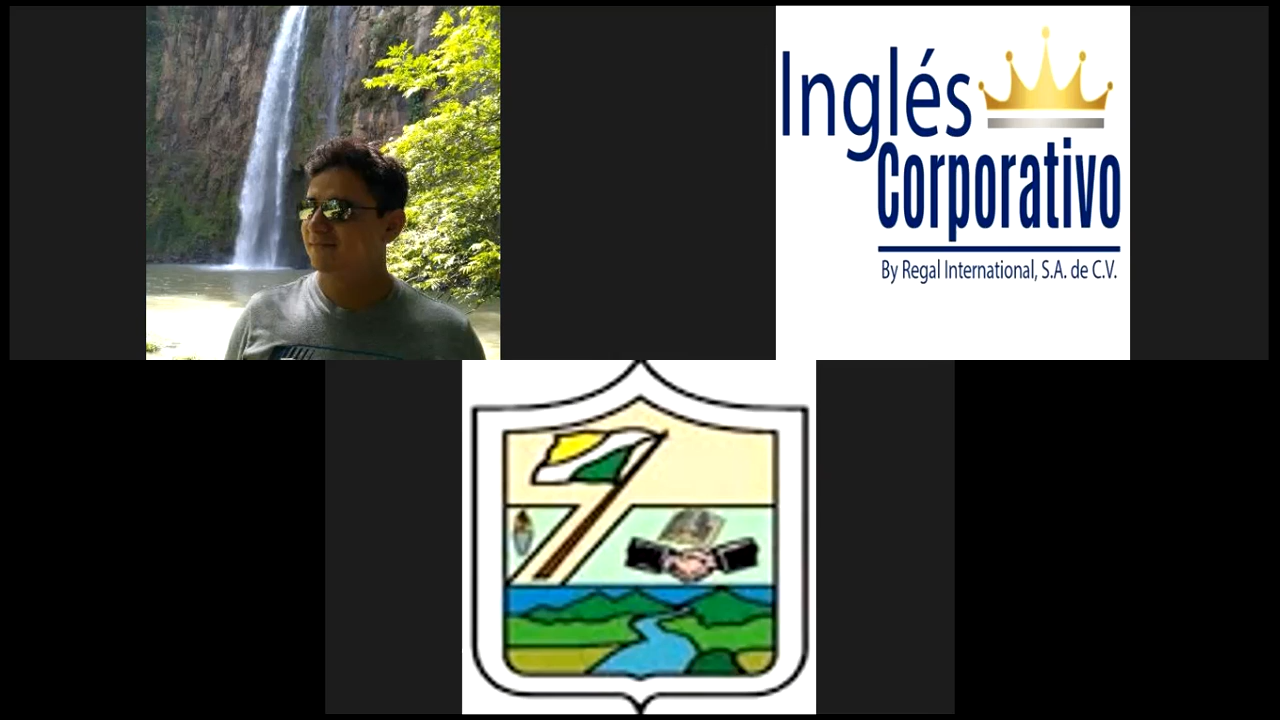 Inglés
Corporativo
By Regal International, S.A. de C.V.